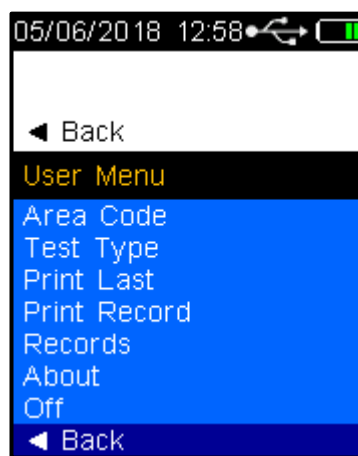 05/06/2018 12:58
◄ Back
User Menu
Area Code
Test Type
Print Last
Print Record
Records
About
Off
◄ Back